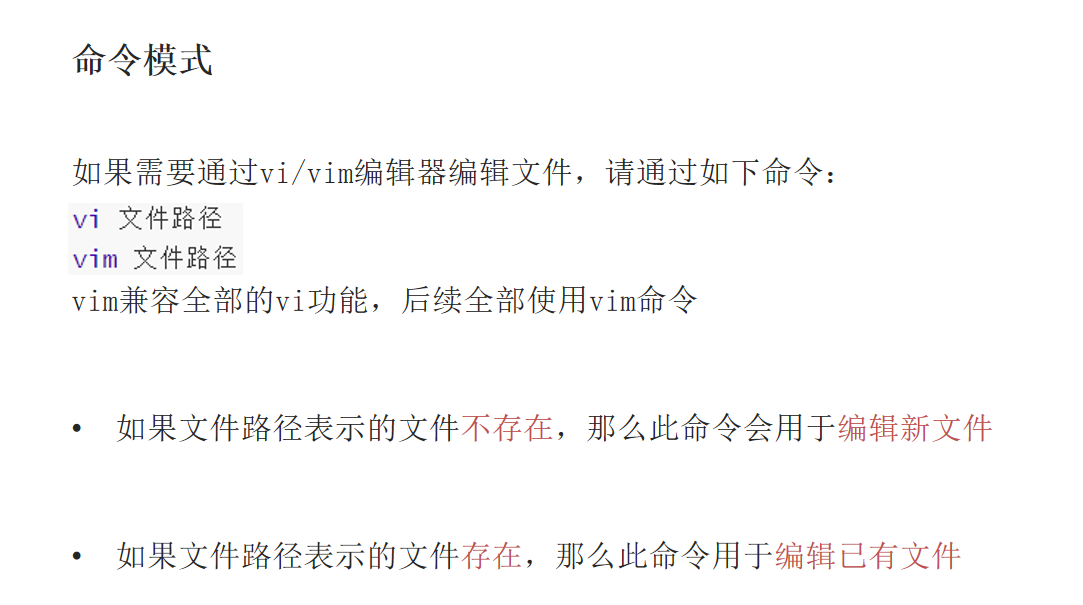 命令模式
如果需要通过vi/vim编辑器编辑文件，请通过如下命令：
vi 文件路径
vim 文件路径
vim兼容全部的vi功能，后续全部使用vim命令
• 如果文件路径表示的文件不存在，那么此命令会用于编辑新文件
• 如果文件路径表示的文件存在，那么此命令用于编辑已有文件